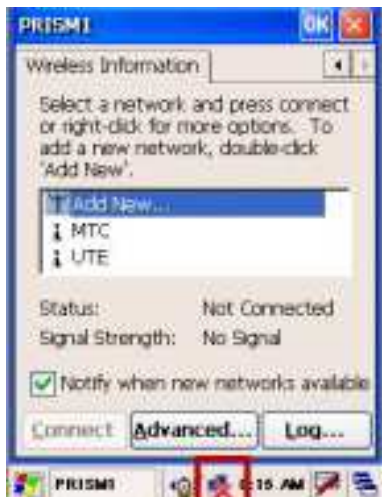 PRISM1 OK
Wireless Information
Select a network and press connect
or right-click for more options. To
add a new network, double-click
'Add New'.
Add New...
MTC
UTE
Status: Not Connected
Signal Strength: No Signal
Notify when new networks available
Connect Advanced... Log...
PRISM1 :15 AM